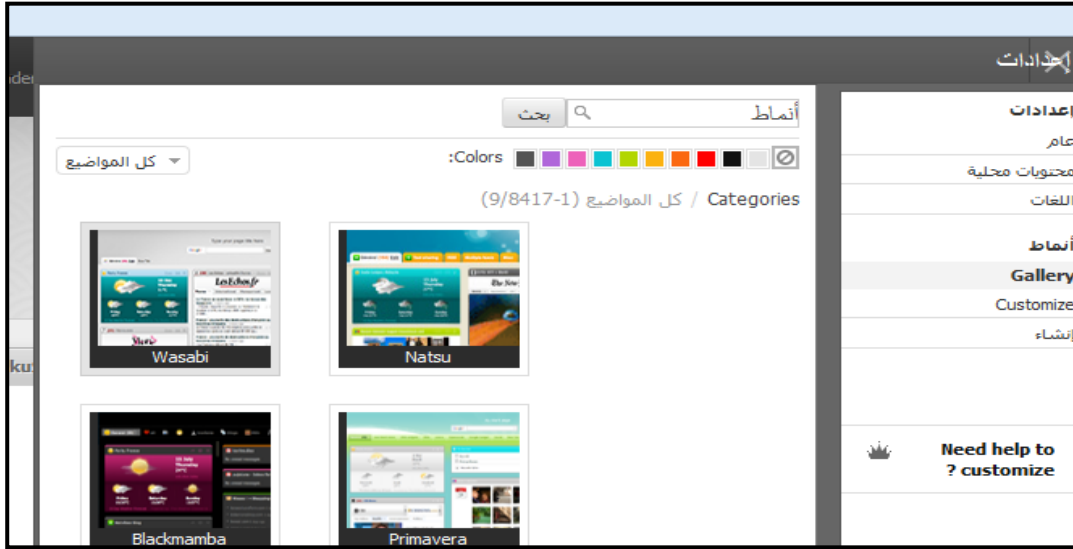 إعدادات
أنماط
بحث
Colors:
كل المواضيع
Categories / كل المواضيع (1-9/8417)
Wasabi
Natsu
Blackmamba
Primavera
إعدادات
عام
محتويات محلية
اللغات
أنماط
Gallery
Customize
إنشاء
Need help to
customize ?